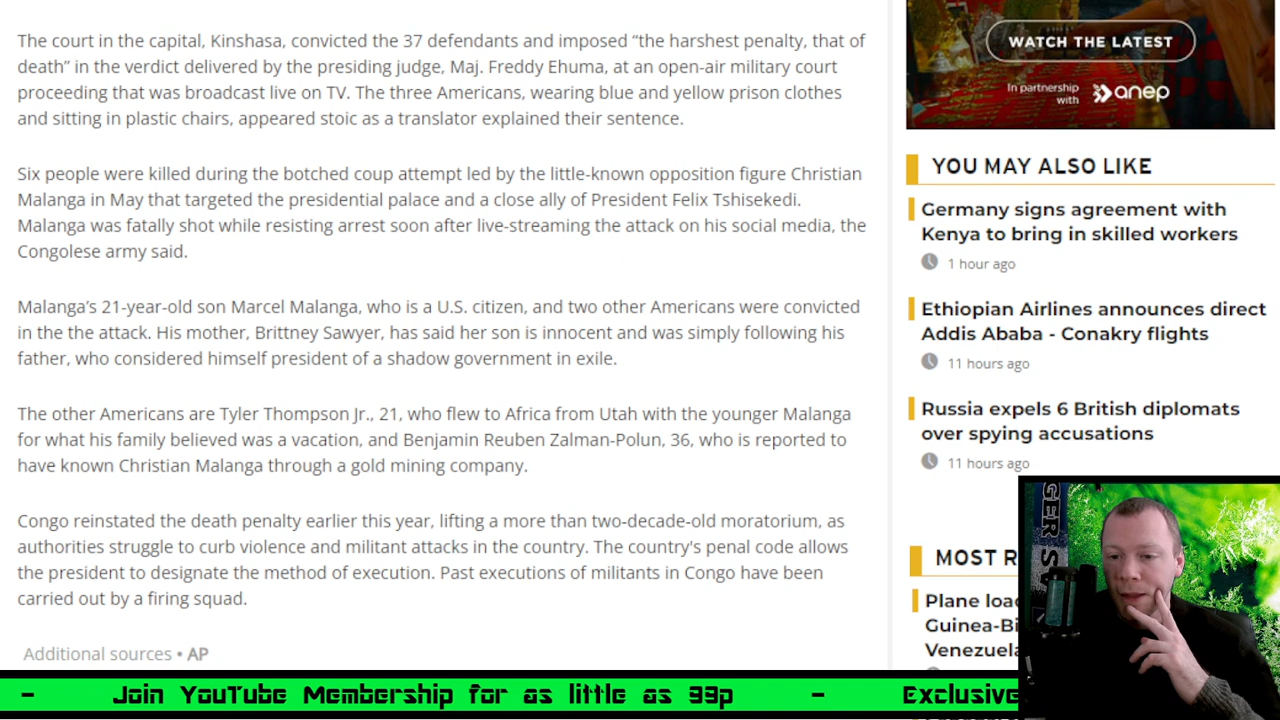 The court in the capital, Kinshasa, convicted the 37 defendants and imposed “the harshest penalty, that of
death” in the verdict delivered by the presiding judge, Maj. Freddy Ehuma, at an open-air military court
proceeding that was broadcast live on TV. The three Americans, wearing blue and yellow prison clothes
and sitting in plastic chairs, appeared stoic as a translator explained their sentence.
Six people were killed during the botched coup attempt led by the little-known opposition figure Christian
Malanga in May that targeted the presidential palace and a close ally of President Felix Tshisekedi.
Malanga was fatally shot while resisting arrest soon after live-streaming the attack on his social media, the
Congolese army said.
Malanga’s 21-year-old son Marcel Malanga, who is a U.S. citizen, and two other Americans were convicted
in the the attack. His mother, Brittney Sawyer, has said her son is innocent and was simply following his
father, who considered himself president of a shadow government in exile.
The other Americans are Tyler Thompson Jr., 21, who flew to Africa from Utah with the younger Malanga
for what his family believed was a vacation, and Benjamin Reuben Zalman-Polun, 36, who is reported to
have known Christian Malanga through a gold mining company.
Congo reinstated the death penalty earlier this year, lifting a more than two-decade-old moratorium, as
authorities struggle to curb violence and militant attacks in the country. The country's penal code allows
the president to designate the method of execution. Past executions of militants in Congo have been
carried out by a firing squad.
Additional sources • AP
WATCH THE LATEST
In partnership
with
anep
YOU MAY ALSO LIKE
Germany signs agreement with
Kenya to bring in skilled workers
1 hour ago
Ethiopian Airlines announces direct
Addis Ababa - Conakry flights
11 hours ago
Russia expels 6 British diplomats
over spying accusations
11 hours ago
MOST R
Plane loa
Guinea-Bi
Venezuela
GER SA
- Join YouTube Membership for as little as 99p - Exclusive